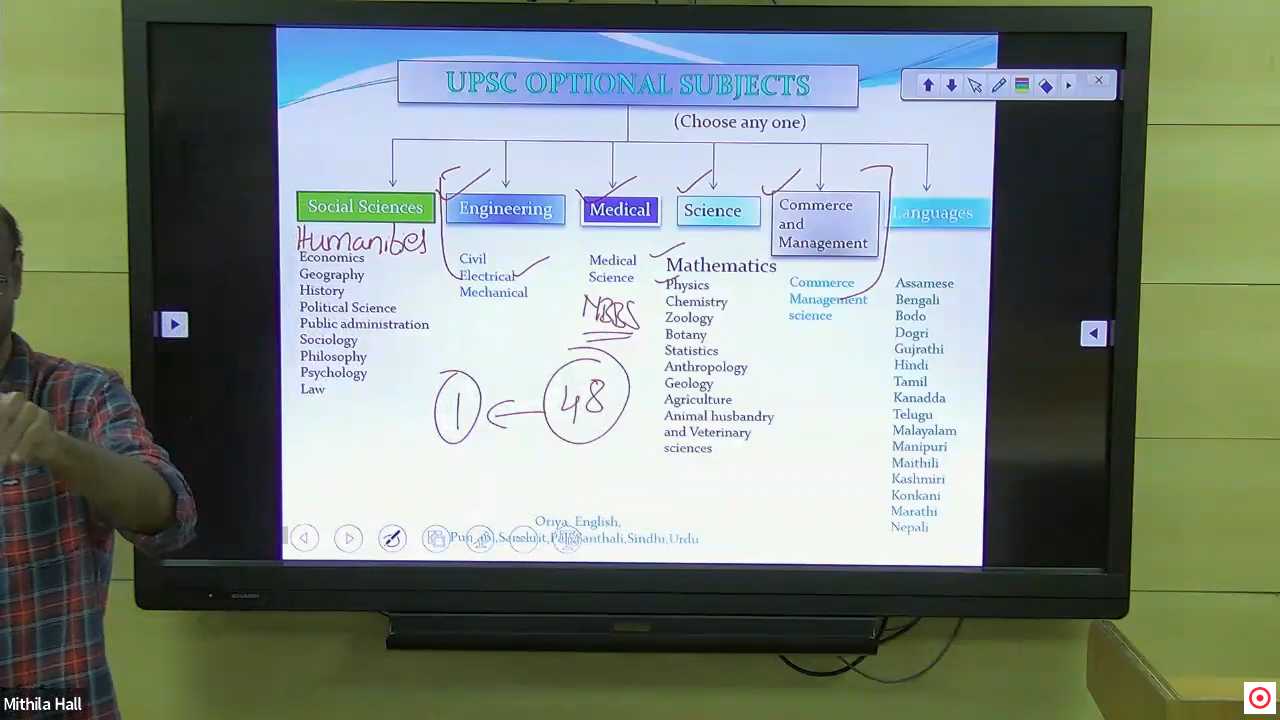 UPSC OPTIONAL SUBJECTS
(Choose any one)
Social Sciences
Humanities
Economics
Geography
History
Political Science
Public administration
Sociology
Philosophy
Psychology
Law
Engineering
Civil
Electrical
Mechanical
Medical
Medical
Science
MBBS
1
48
Science
Mathematics
Physics
Chemistry
Zoology
Botany
Statistics
Anthropology
Geology
Agriculture
Animal husbandry
and Veterinary
sciences
Commerce
and
Management
Commerce
Management
science
Languages
Assamese
Bengali
Bodo
Dogri
Gujrathi
Hindi
Tamil
Kanadda
Telugu
Malayalam
Manipuri
Maithili
Kashmiri
Konkani
Marathi
Nepali
Oriya, English,
,Santhali,Sindhi,Urdu
SHARP
Mithila Hall